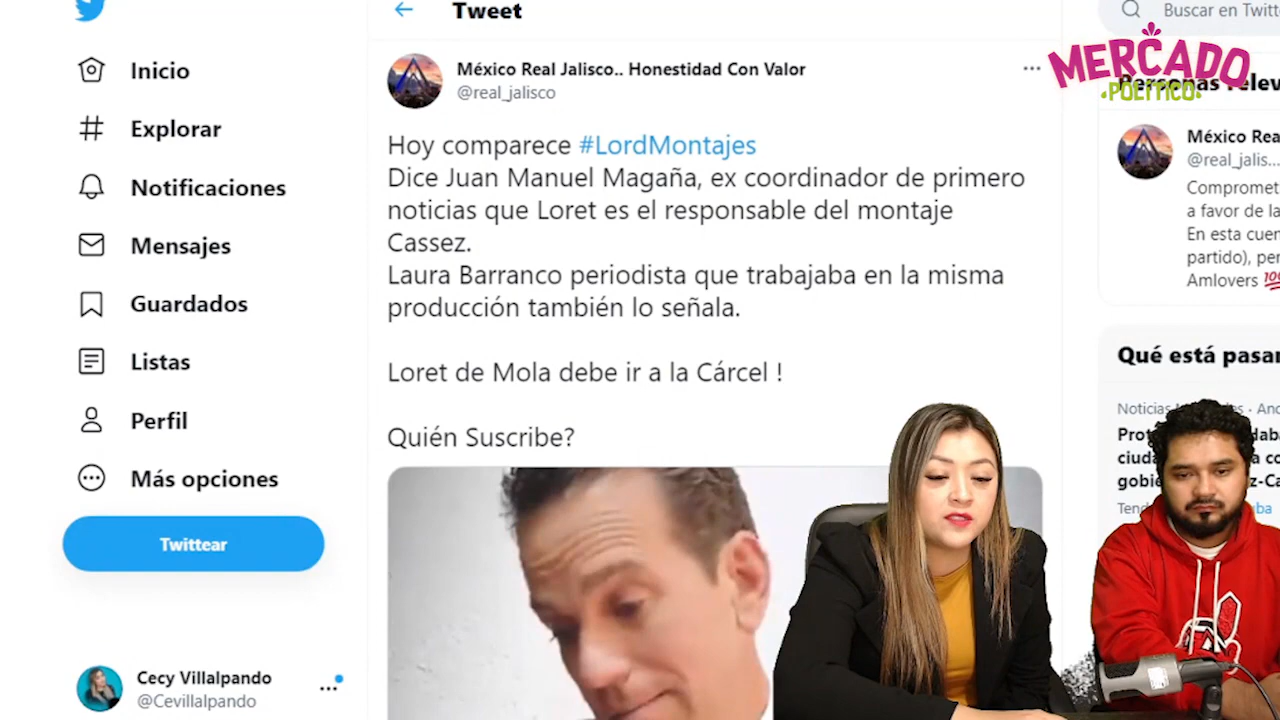 Tweet
Buscar en Twitt
MERCADO
POLÍTICO
Inicio
Explorar
Notificaciones
Mensajes
Guardados
Listas
Perfil
Más opciones
Twittear
Cecy Villalpando
@Cevillalpando
México Real Jalisco.. Honestidad Con Valor
@real_jalisco
Hoy comparece #LordMontajes
Dice Juan Manuel Magaña, ex coordinador de primero
noticias que Loret es el responsable del montaje
Cassez.
Laura Barranco periodista que trabajaba en la misma
producción también lo señala.
Loret de Mola debe ir a la Cárcel !
Quién Suscribe?
Personas relev
México Rea
@real_jalis...
Compromet
a favor de la
En esta cuen
partido), per
Amlovers 💯
Qué está pasan
Noticias